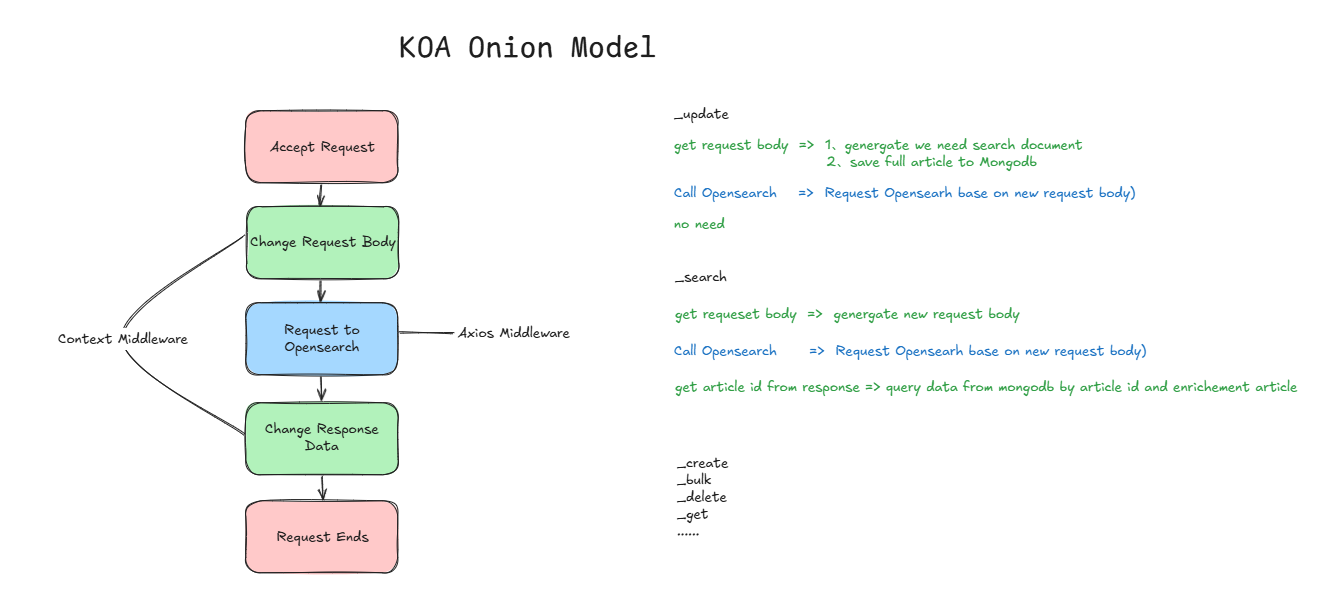 KOA Onion Model
Accept Request
Change Request Body
Request to
Opensearch
Context Middleware
Axios Middleware
Change Response
Data
Request Ends
_update
get request body => 1、genergate we need search document
2、save full article to Mongodb
Call Opensearch => Request Opensearh base on new request body)
no need
_search
get requeset body => genergate new request body
Call Opensearch => Request Opensearh base on new request body)
get article id from response => query data from mongodb by article id and enrichement article
_create
_bulk
_delete
_get
......